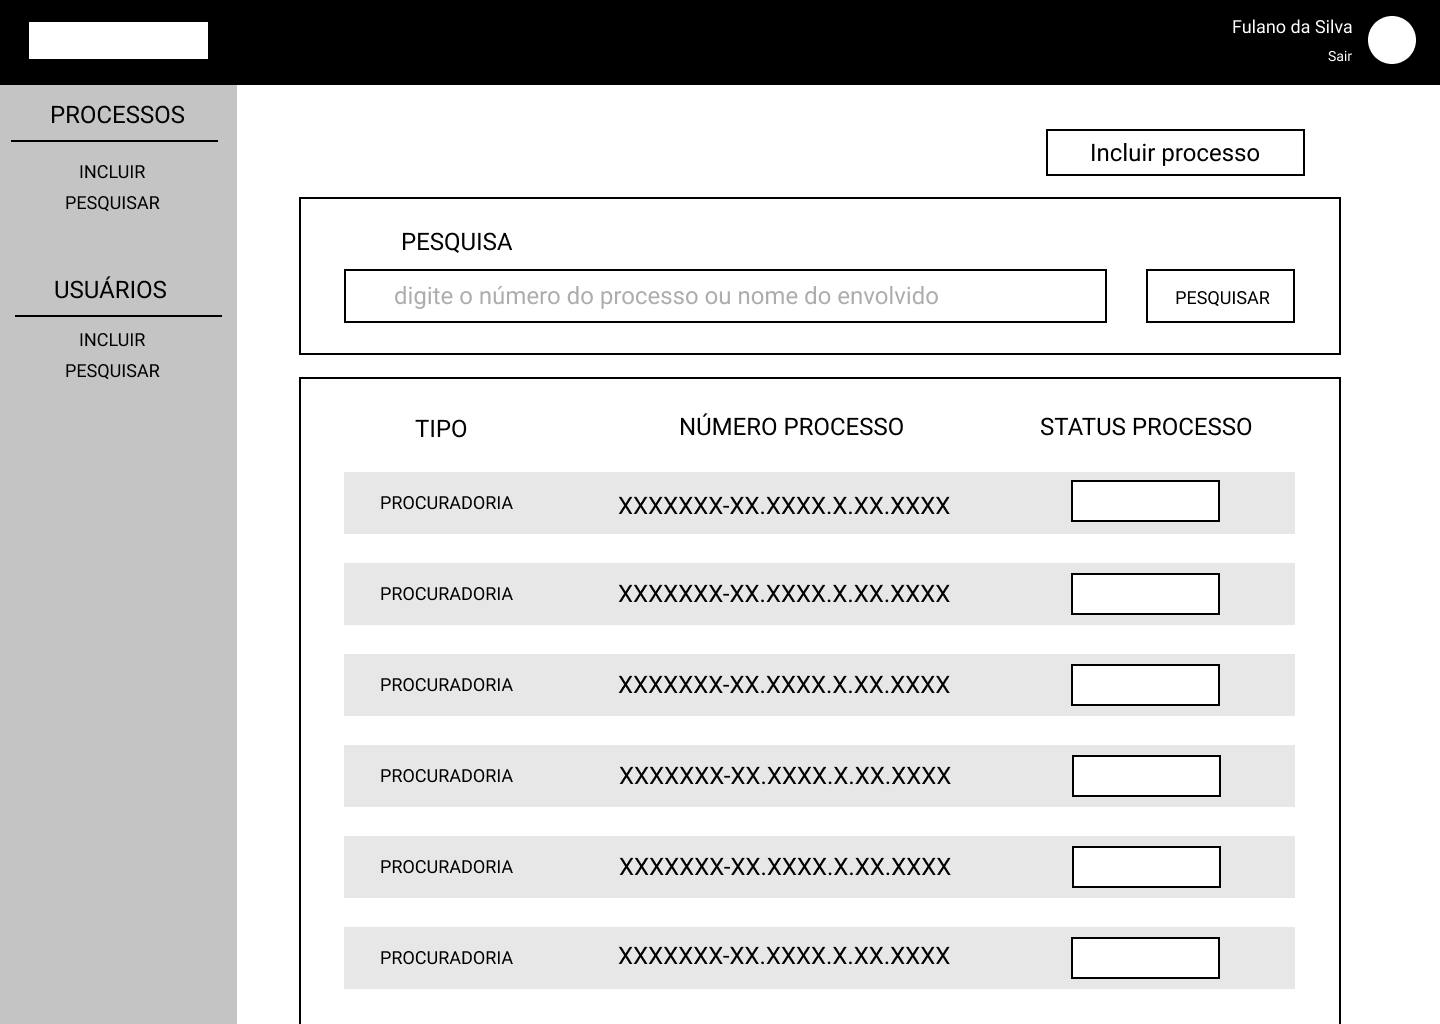 Fulano da Silva
Sair
PROCESSOS
INCLUIR
PESQUISAR
USUÁRIOS
INCLUIR
PESQUISAR
Incluir processo
PESQUISA
digite o número do processo ou nome do envolvido
PESQUISAR
TIPO NÚMERO PROCESSO STATUS PROCESSO
PROCURADORIA XXXXXXX-XX.XXXX.X.XX.XXXX
PROCURADORIA XXXXXXX-XX.XXXX.X.XX.XXXX
PROCURADORIA XXXXXXX-XX.XXXX.X.XX.XXXX
PROCURADORIA XXXXXXX-XX.XXXX.X.XX.XXXX
PROCURADORIA XXXXXXX-XX.XXXX.X.XX.XXXX
PROCURADORIA XXXXXXX-XX.XXXX.X.XX.XXXX